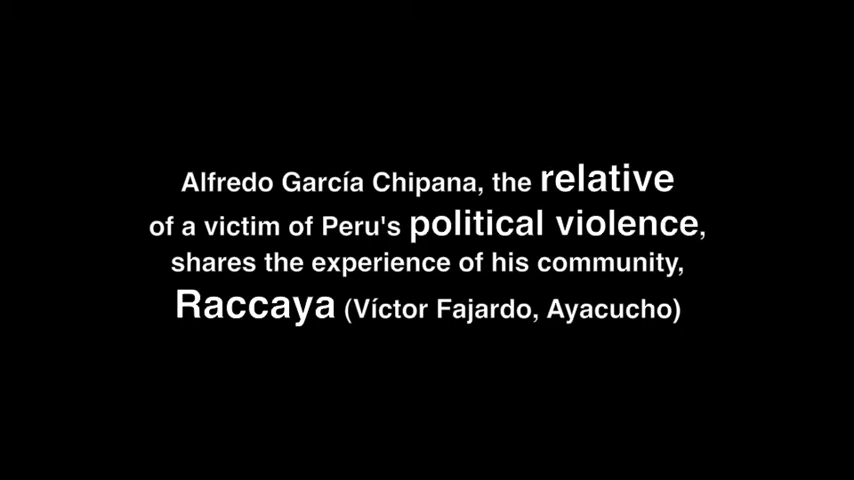 Alfredo García Chipana, the relative
of a victim of Peru's political violence,
shares the experience of his community,
Raccaya (Víctor Fajardo, Ayacucho)